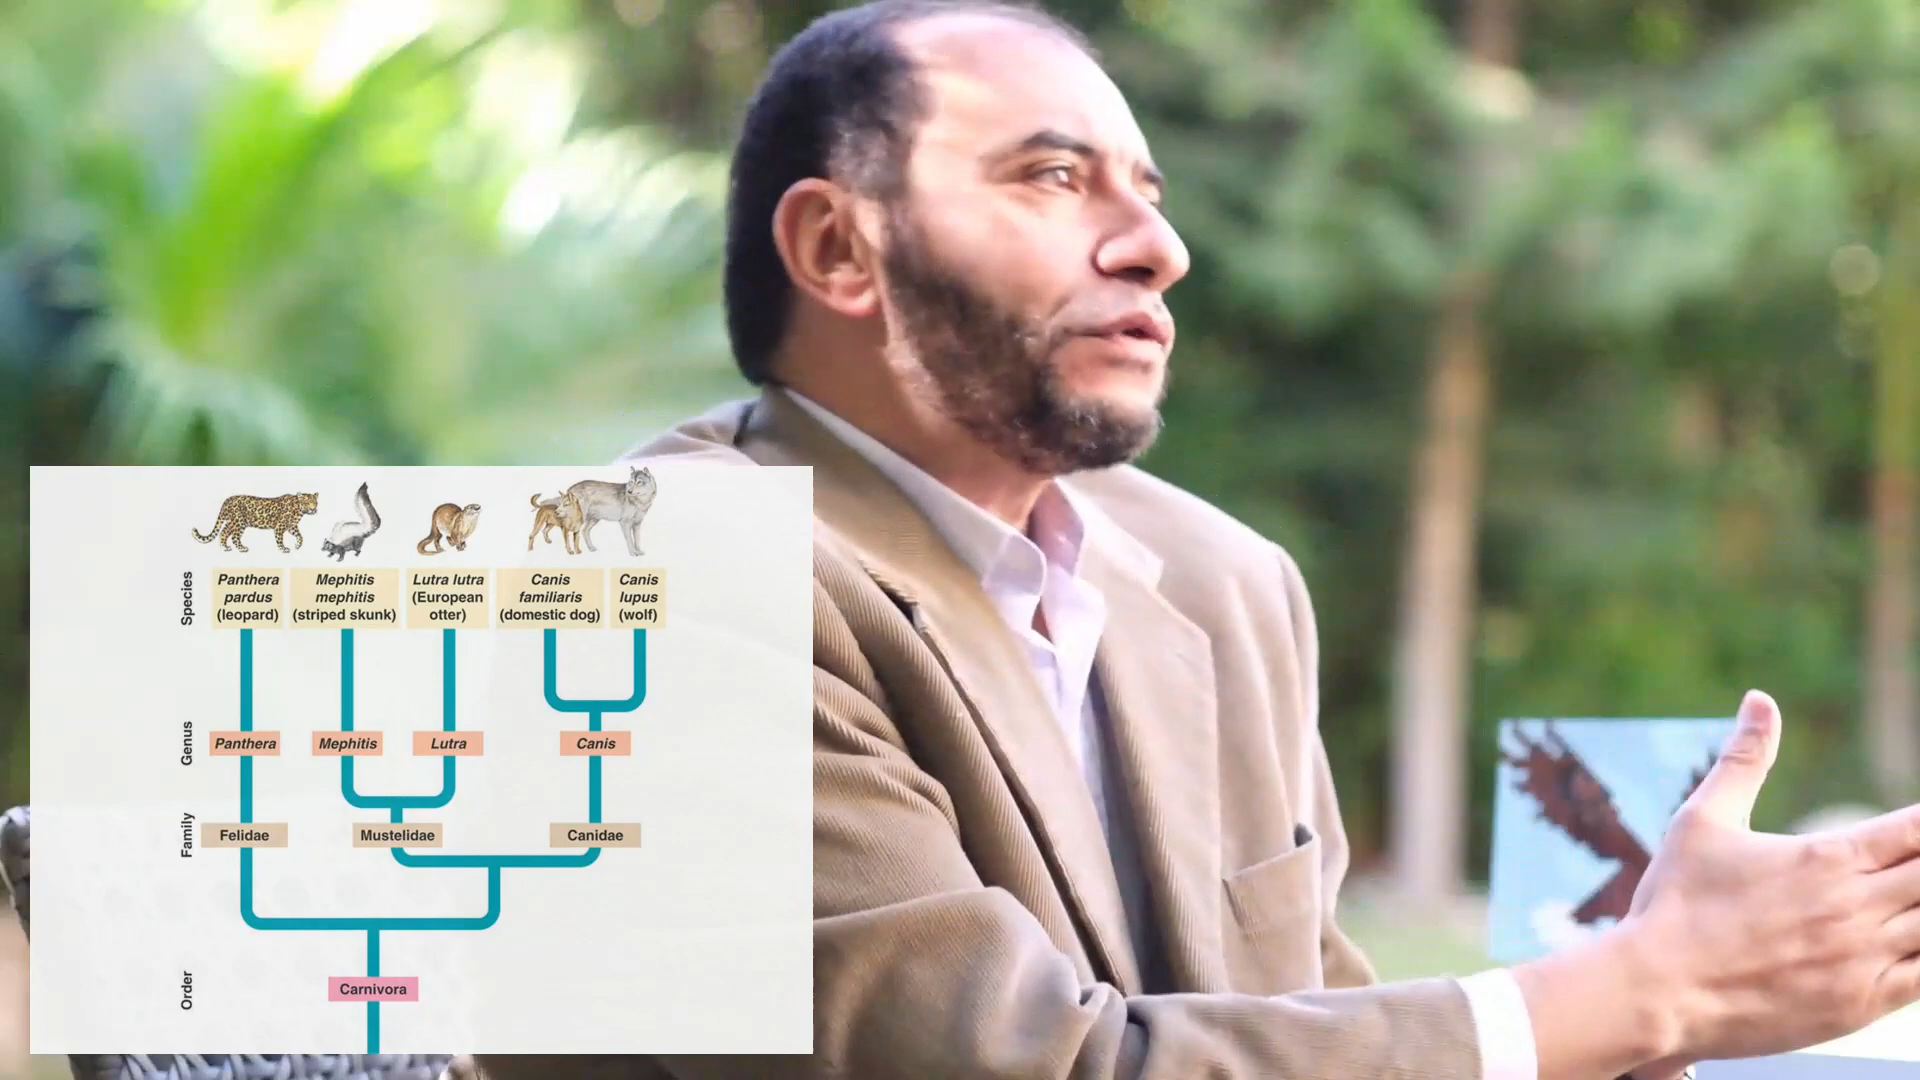 Species
Panthera
pardus
(leopard)
Mephitis
mephitis
(striped skunk)
Lutra lutra
(European
otter)
Canis
familiaris
(domestic dog)
Canis
lupus
(wolf)
Genus
Panthera
Mephitis
Lutra
Canis
Family
Felidae
Mustelidae
Canidae
Order
Carnivora